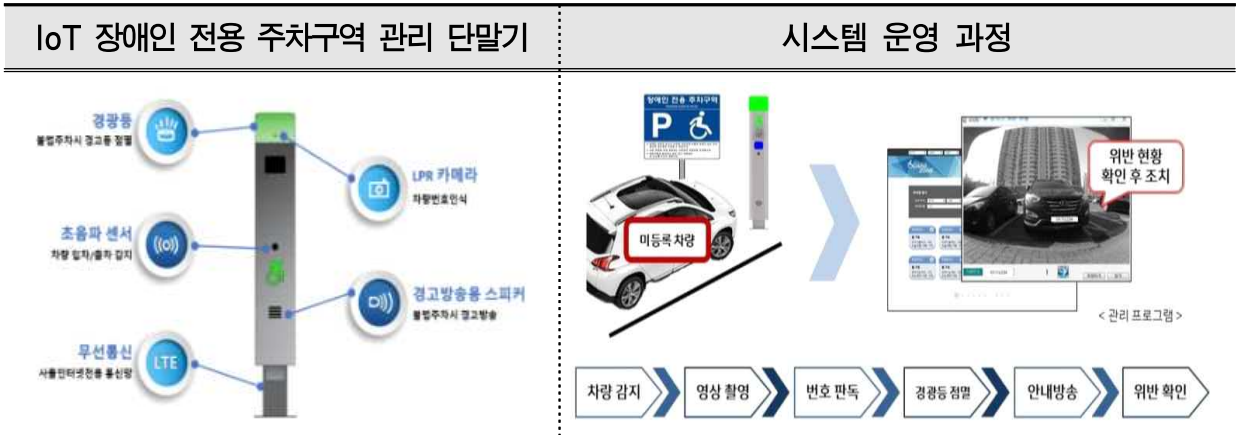 IoT 장애인 전용 주차구역 관리 단말기
시스템 운영 과정
경광등
불법주차시 경고등 점멸
LPR 카메라
차량번호인식
초음파 센서
차량 입차/출차 감지
경고방송용 스피커
불법주차시 경고방송
무선통신
LTE
사물인터넷전용 통신망
장애인 전용 주차구역
P
미등록 차량
위반 현황
확인 후 조치
< 관리 프로그램 >
차량 감지
영상 촬영
번호 판독
경광등 점멸
안내방송
위반 확인